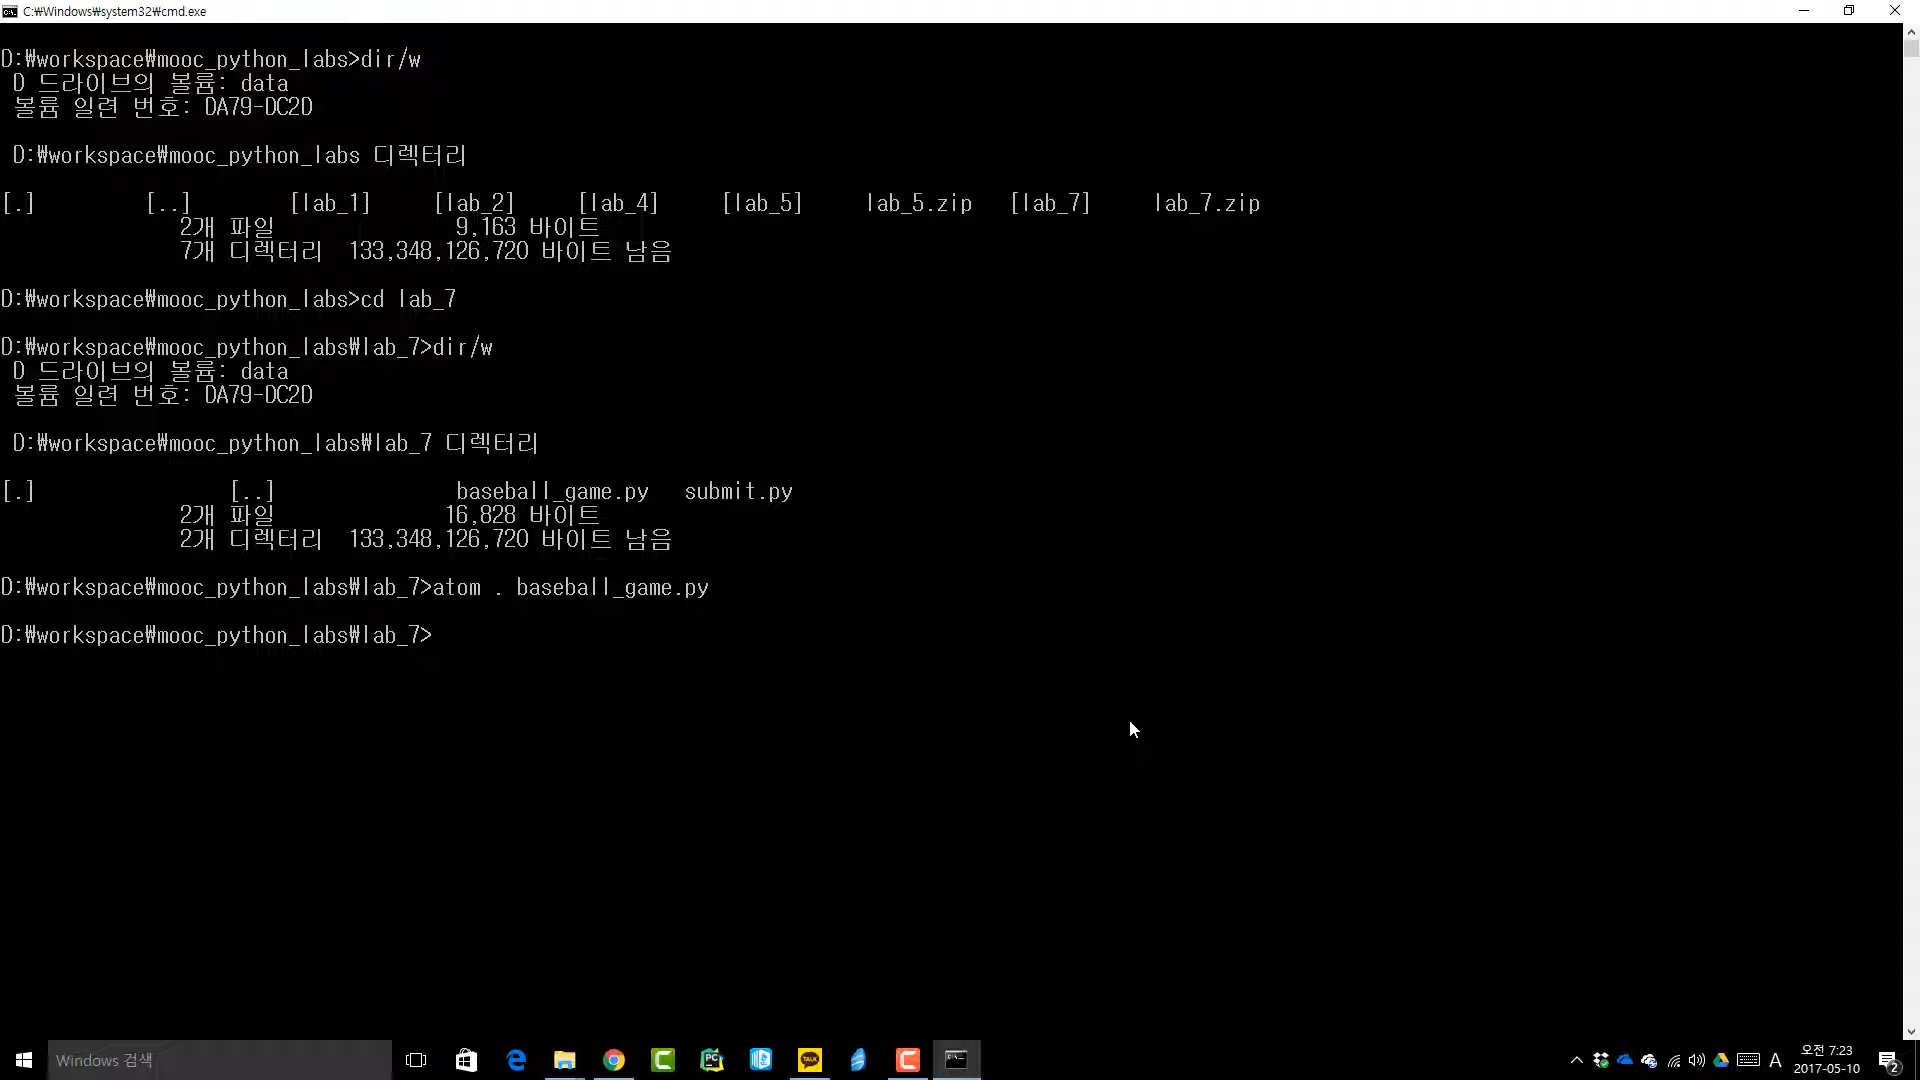 C:₩Windows₩system32₩cmd.exe
D:₩workspace₩mooc_python_labs>dir/w
D 드라이브의 볼륨: data
볼륨 일련 번호: DA79-DC2D
D:₩workspace₩mooc_python_labs 디렉터리
[.] [..] [lab_1] [lab_2] [lab_4] [lab_5] lab_5.zip [lab_7] lab_7.zip
2개 파일 9,163 바이트
7개 디렉터리 133,348,126,720 바이트 남음
D:₩workspace₩mooc_python_labs>cd lab_7
D:₩workspace₩mooc_python_labs₩lab_7>dir/w
D 드라이브의 볼륨: data
볼륨 일련 번호: DA79-DC2D
D:₩workspace₩mooc_python_labs₩lab_7 디렉터리
[.] [..] baseball_game.py submit.py
2개 파일 16,828 바이트
2개 디렉터리 133,348,126,720 바이트 남음
D:₩workspace₩mooc_python_labs₩lab_7>atom . baseball_game.py
D:₩workspace₩mooc_python_labs₩lab_7>
Windows 검색
PC
TALK
A
오전 7:23
2017-05-10
2